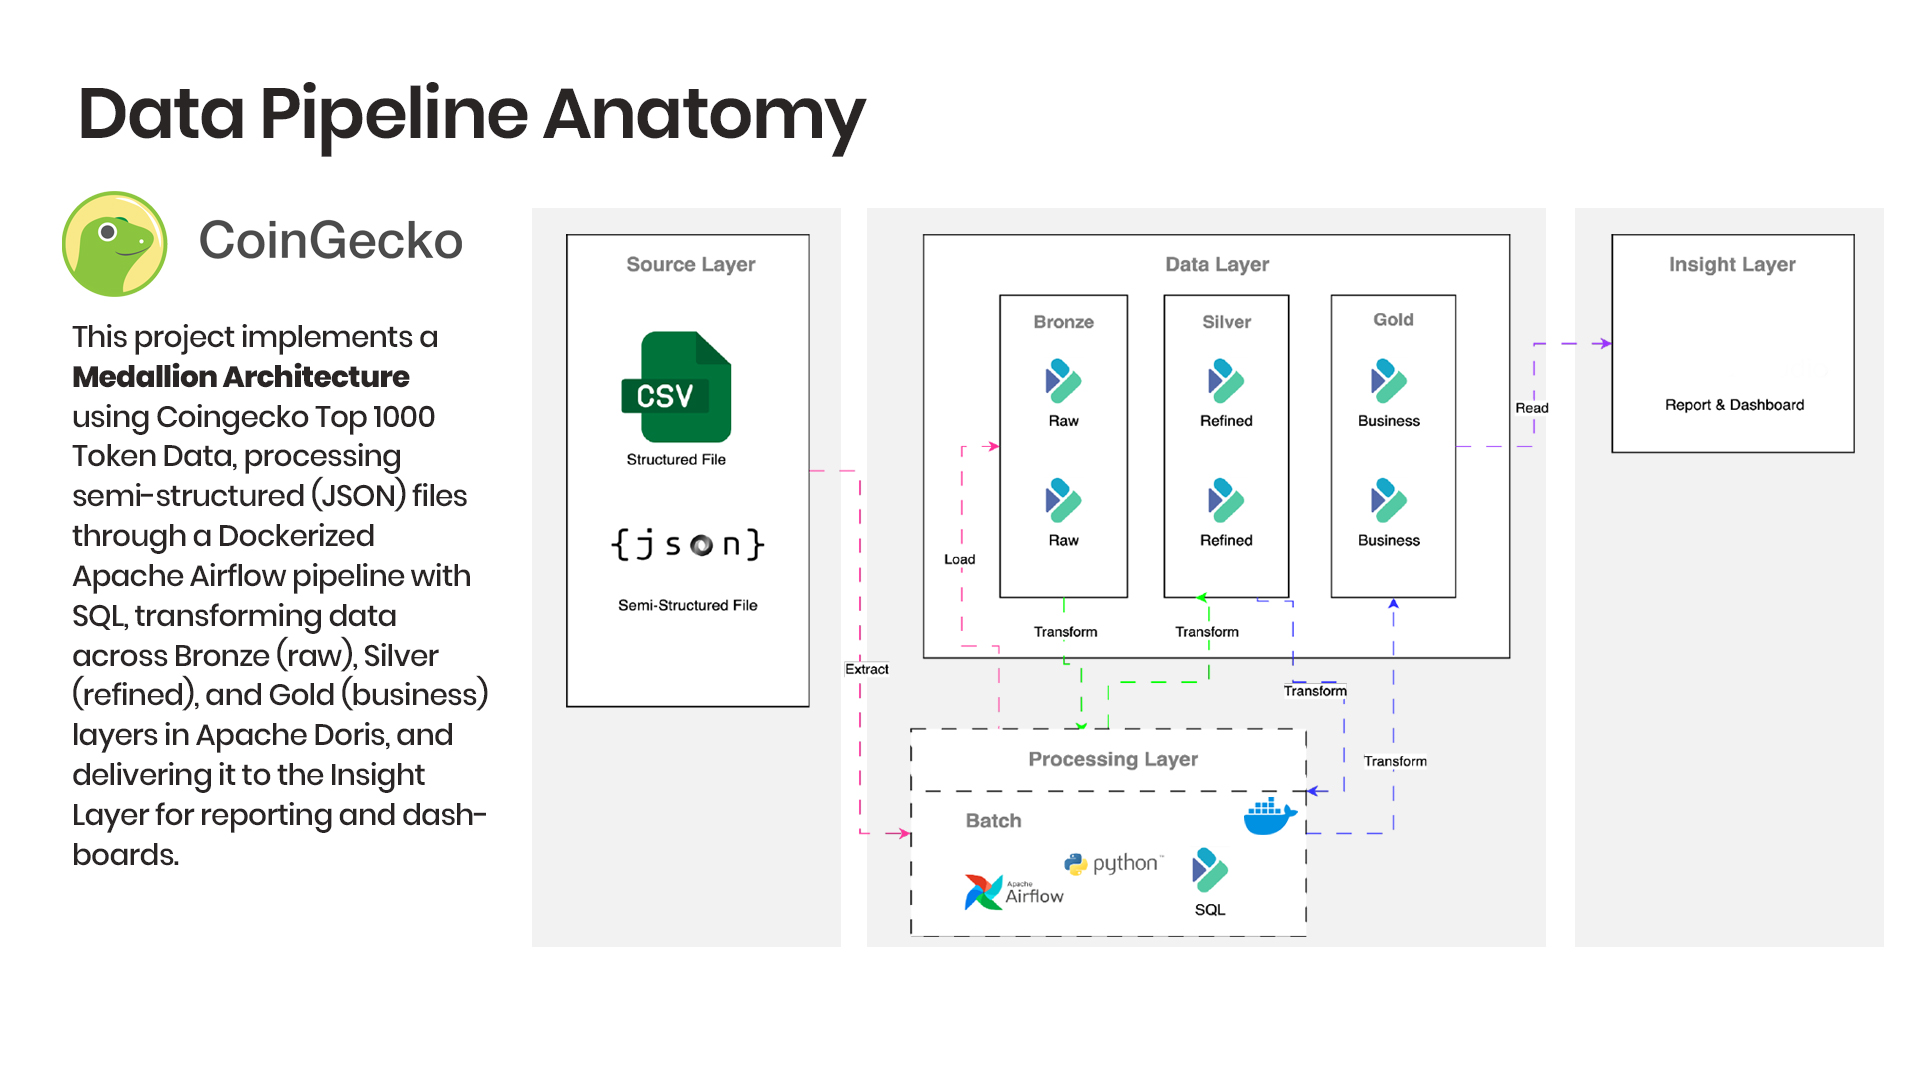 Data Pipeline Anatomy
CoinGecko
This project implements a
Medallion Architecture
using Coingecko Top 1000
Token Data, processing
semi-structured (JSON) files
through a Dockerized
Apache Airflow pipeline with
SQL, transforming data
across Bronze (raw), Silver
(refined), and Gold (business)
layers in Apache Doris, and
delivering it to the Insight
Layer for reporting and dash-
boards.
Source Layer
CSV
Structured File
{json}
Semi-Structured File
Extract
Data Layer
Bronze
Raw
Raw
Silver
Refined
Refined
Gold
Business
Business
Load
Transform
Transform
Transform
Transform
Read
Processing Layer
Batch
Apache
Airflow
python™
SQL
Insight Layer
Report & Dashboard